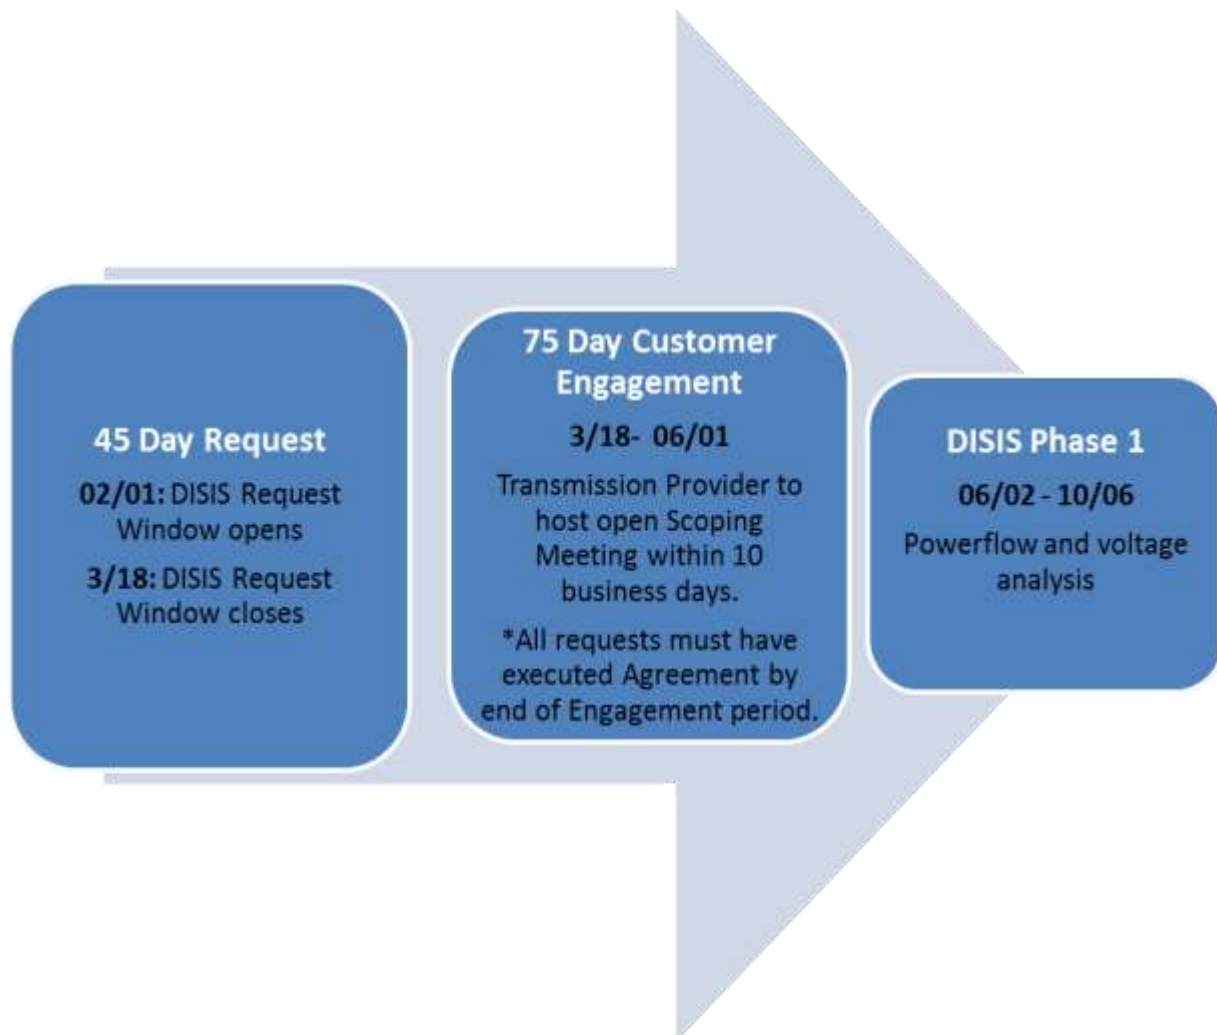 45 Day Request
02/01: DISIS Request
Window opens
3/18: DISIS Request
Window closes
75 Day Customer
Engagement
3/18- 06/01
Transmission Provider to
host open Scoping
Meeting within 10
business days.
*All requests must have
executed Agreement by
end of Engagement period.
DISIS Phase 1
06/02 - 10/06
Powerflow and voltage
analysis